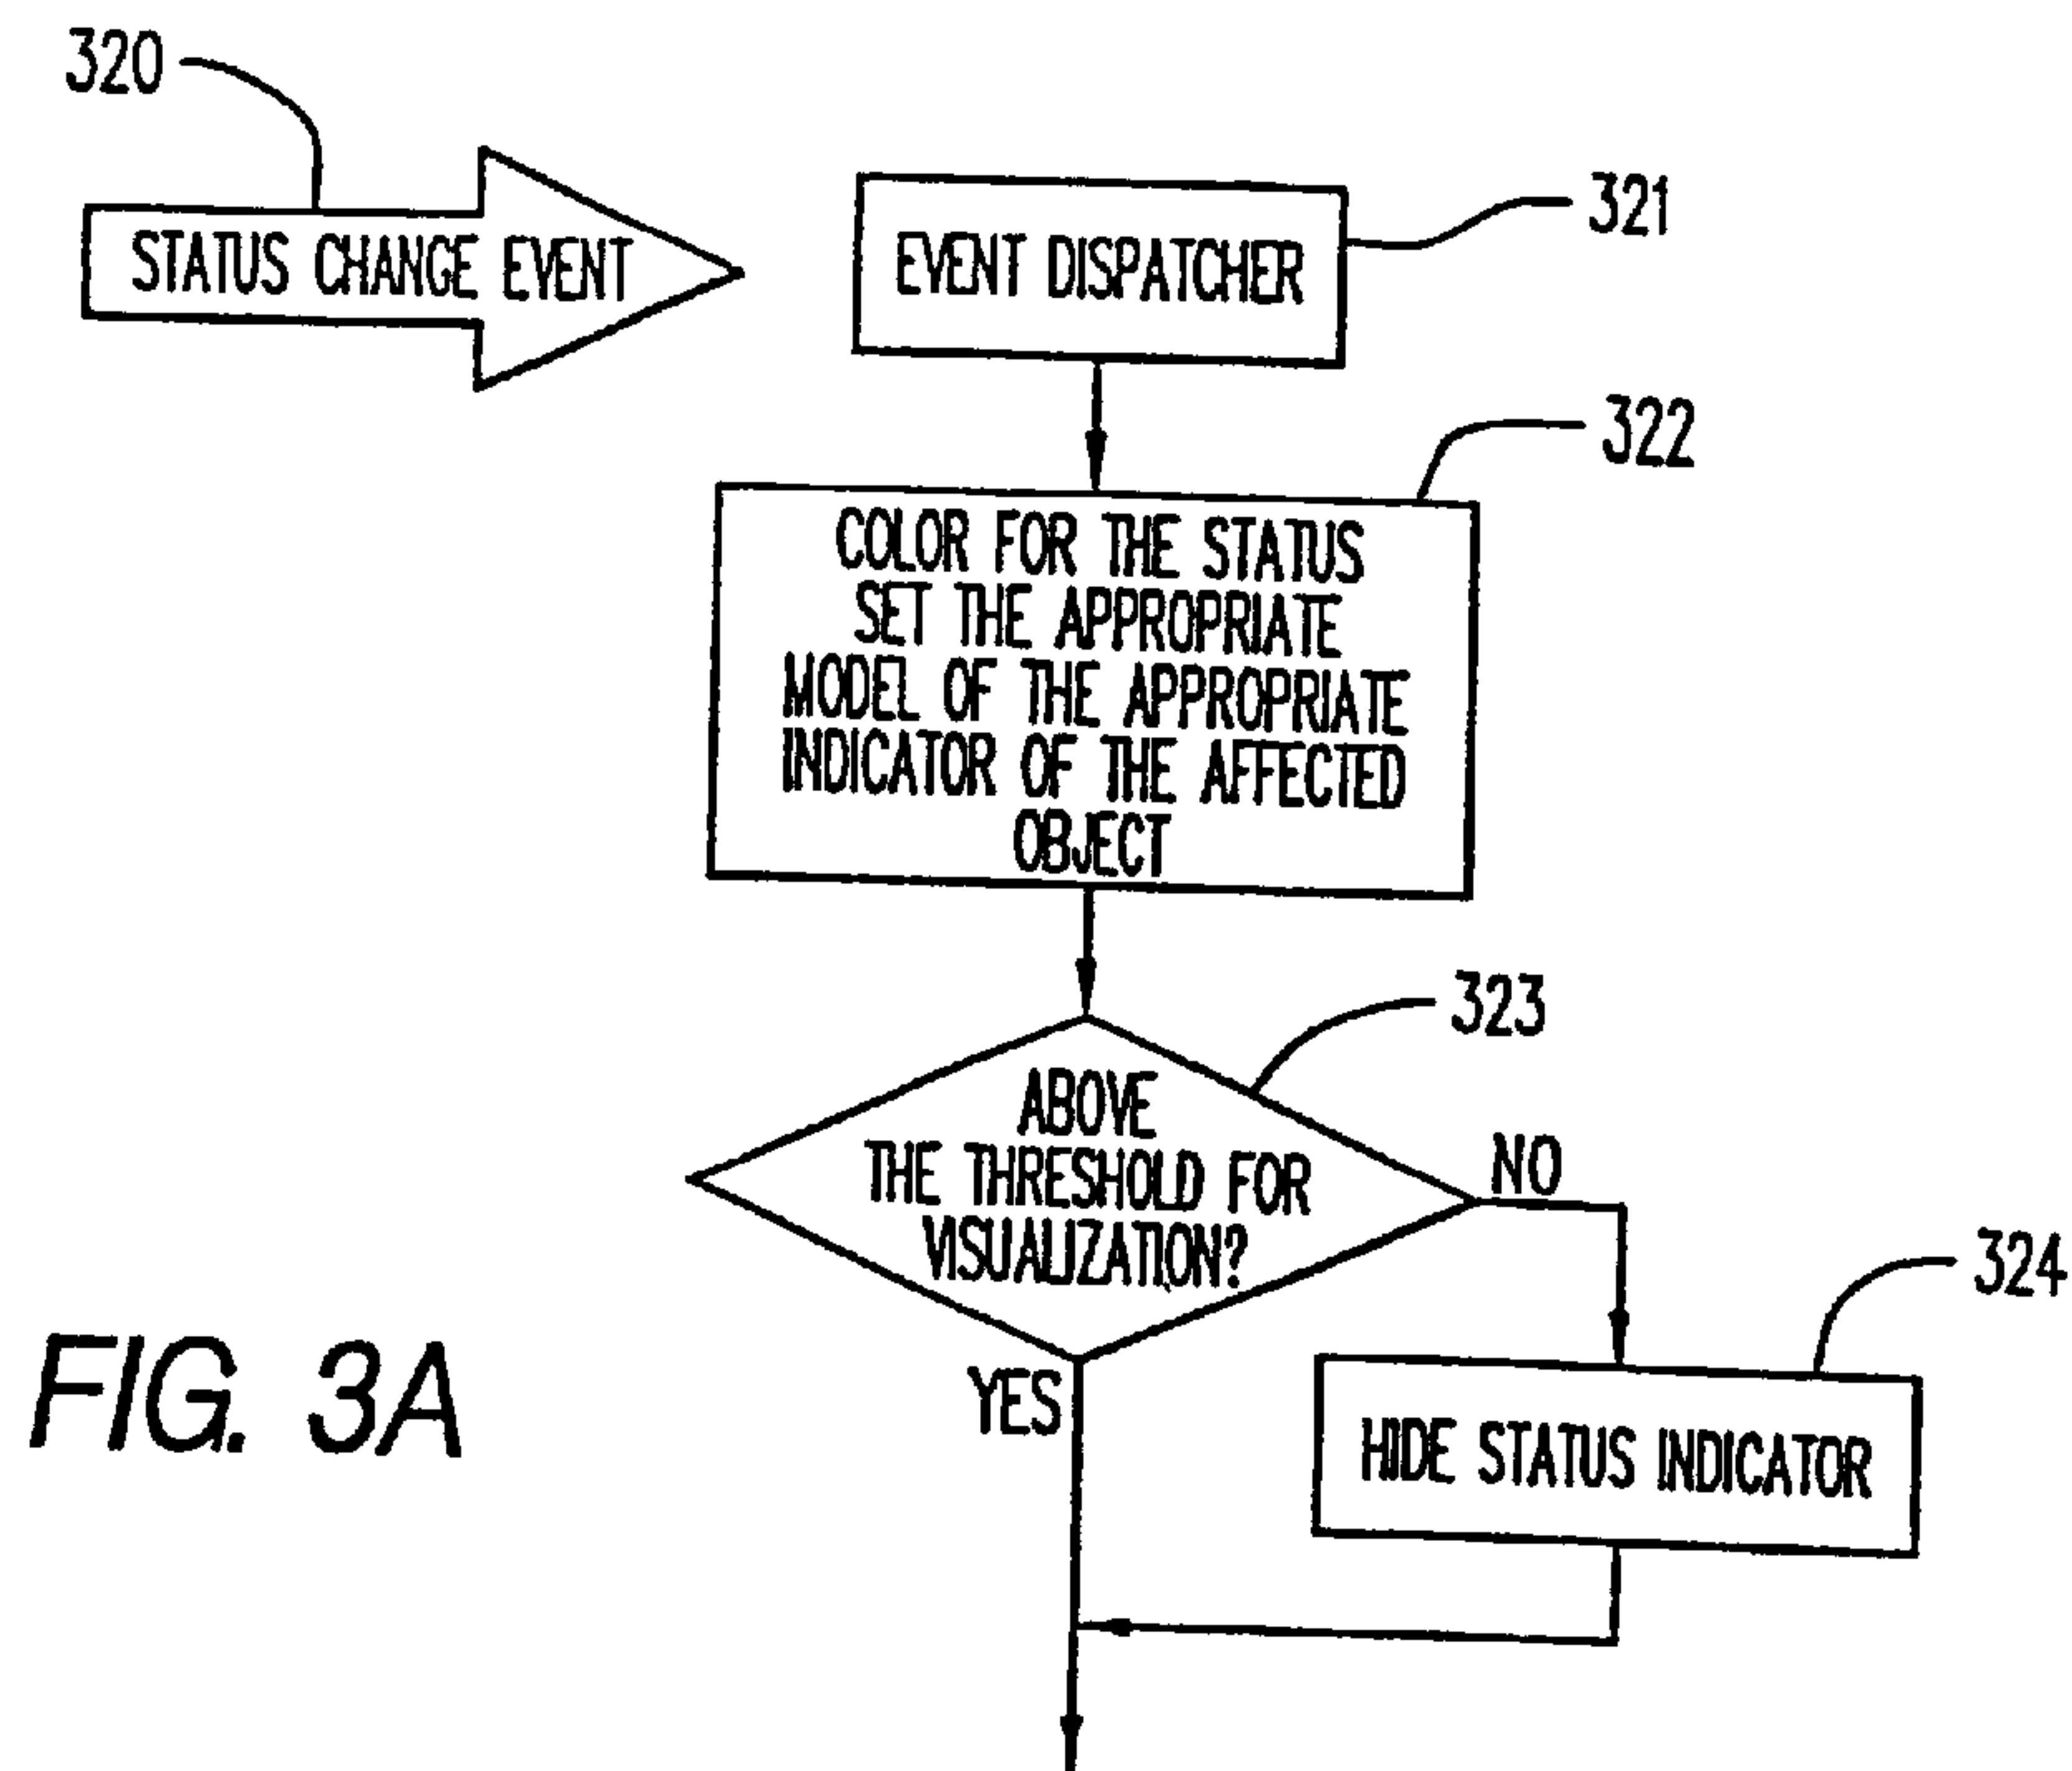 320
STATUS CHANGE EVENT
EVENT DISPATCHER
321
322
COLOR FOR THE STATUS
SET THE APPROPRIATE
MODEL OF THE APPROPRIATE
INDICATOR OF THE AFFECTED
OBJECT
323
ABOVE
THE THRESHOLD FOR
VISUALIZATION?
NO
324
YES
HIDE STATUS INDICATOR
FIG. 3A